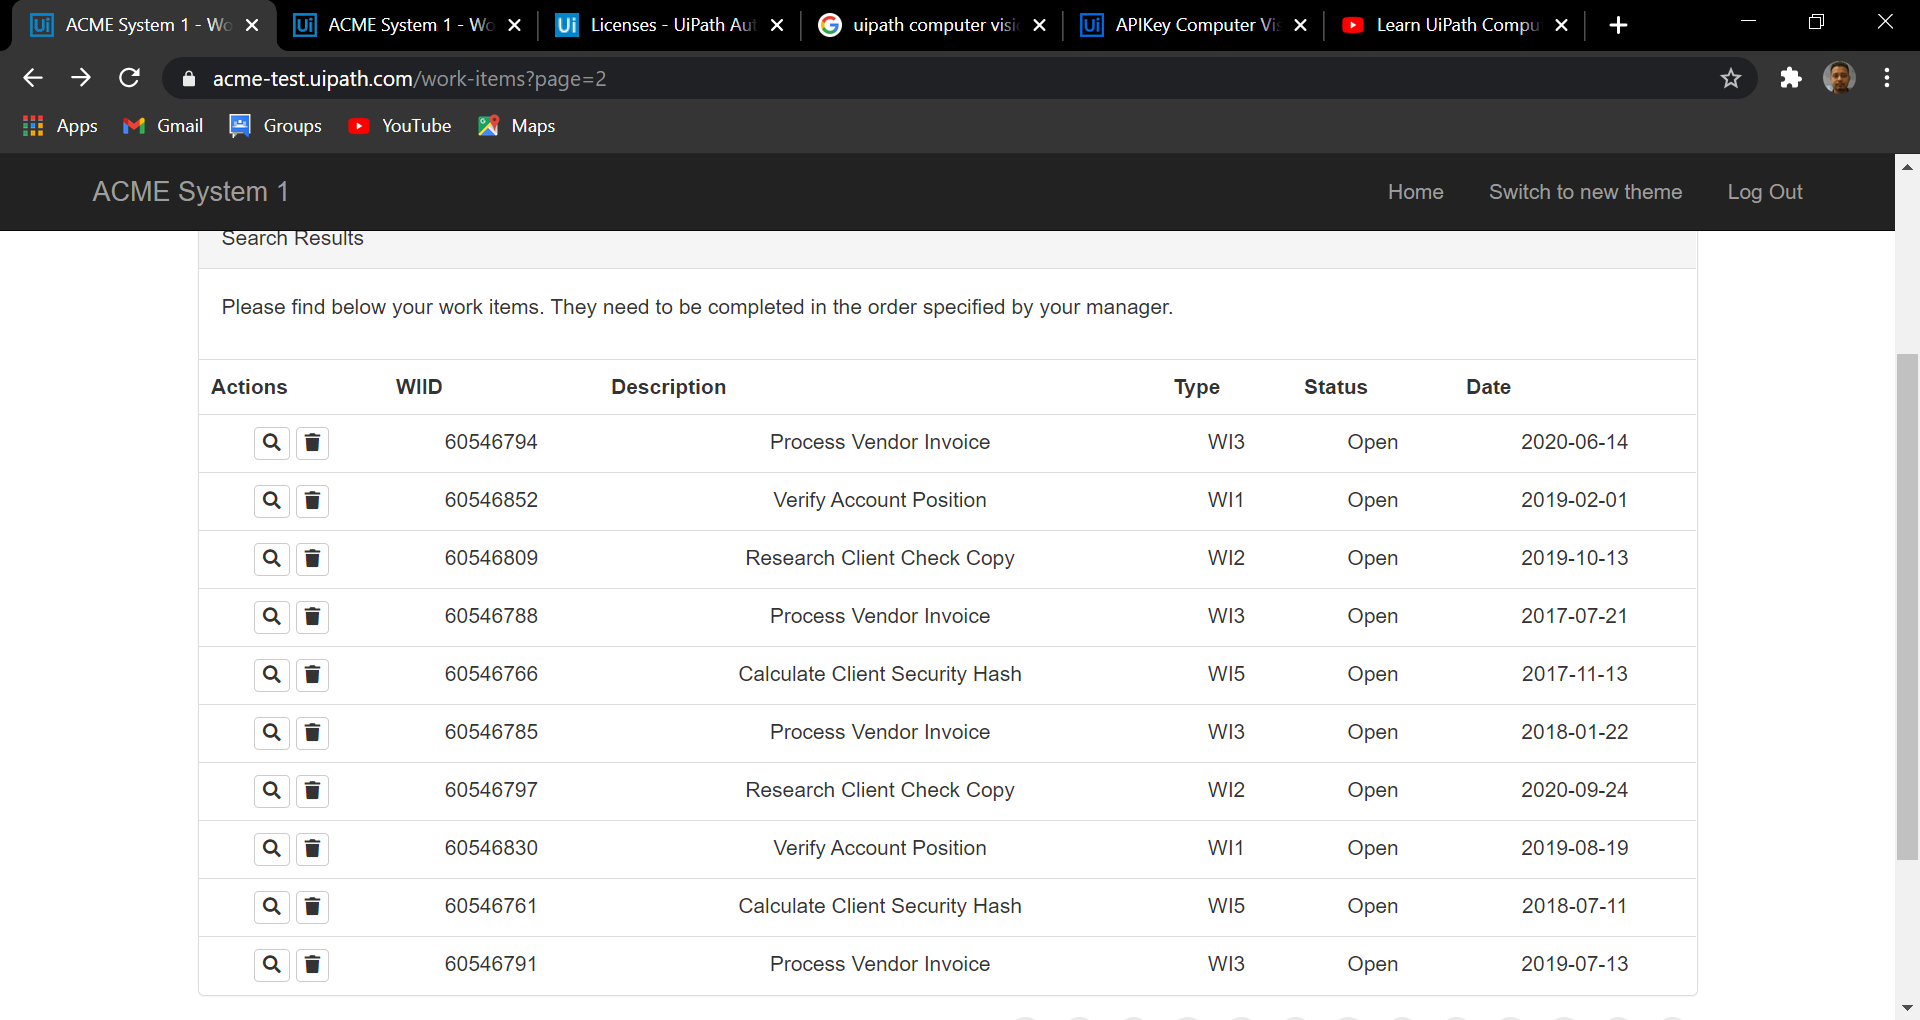 ACME System 1 - Wo
ACME System 1 - Wo
Licenses - UiPath Aut
uipath computer visi
APIKey Computer Vis
Learn UiPath Compu
acme-test.uipath.com/work-items?page=2
Apps Gmail Groups YouTube Maps
ACME System 1 Home Switch to new theme Log Out
Search Results
Please find below your work items. They need to be completed in the order specified by your manager.
Actions WIID Description Type Status Date
60546794 Process Vendor Invoice WI3 Open 2020-06-14
60546852 Verify Account Position WI1 Open 2019-02-01
60546809 Research Client Check Copy WI2 Open 2019-10-13
60546788 Process Vendor Invoice WI3 Open 2017-07-21
60546766 Calculate Client Security Hash WI5 Open 2017-11-13
60546785 Process Vendor Invoice WI3 Open 2018-01-22
60546797 Research Client Check Copy WI2 Open 2020-09-24
60546830 Verify Account Position WI1 Open 2019-08-19
60546761 Calculate Client Security Hash WI5 Open 2018-07-11
60546791 Process Vendor Invoice WI3 Open 2019-07-13